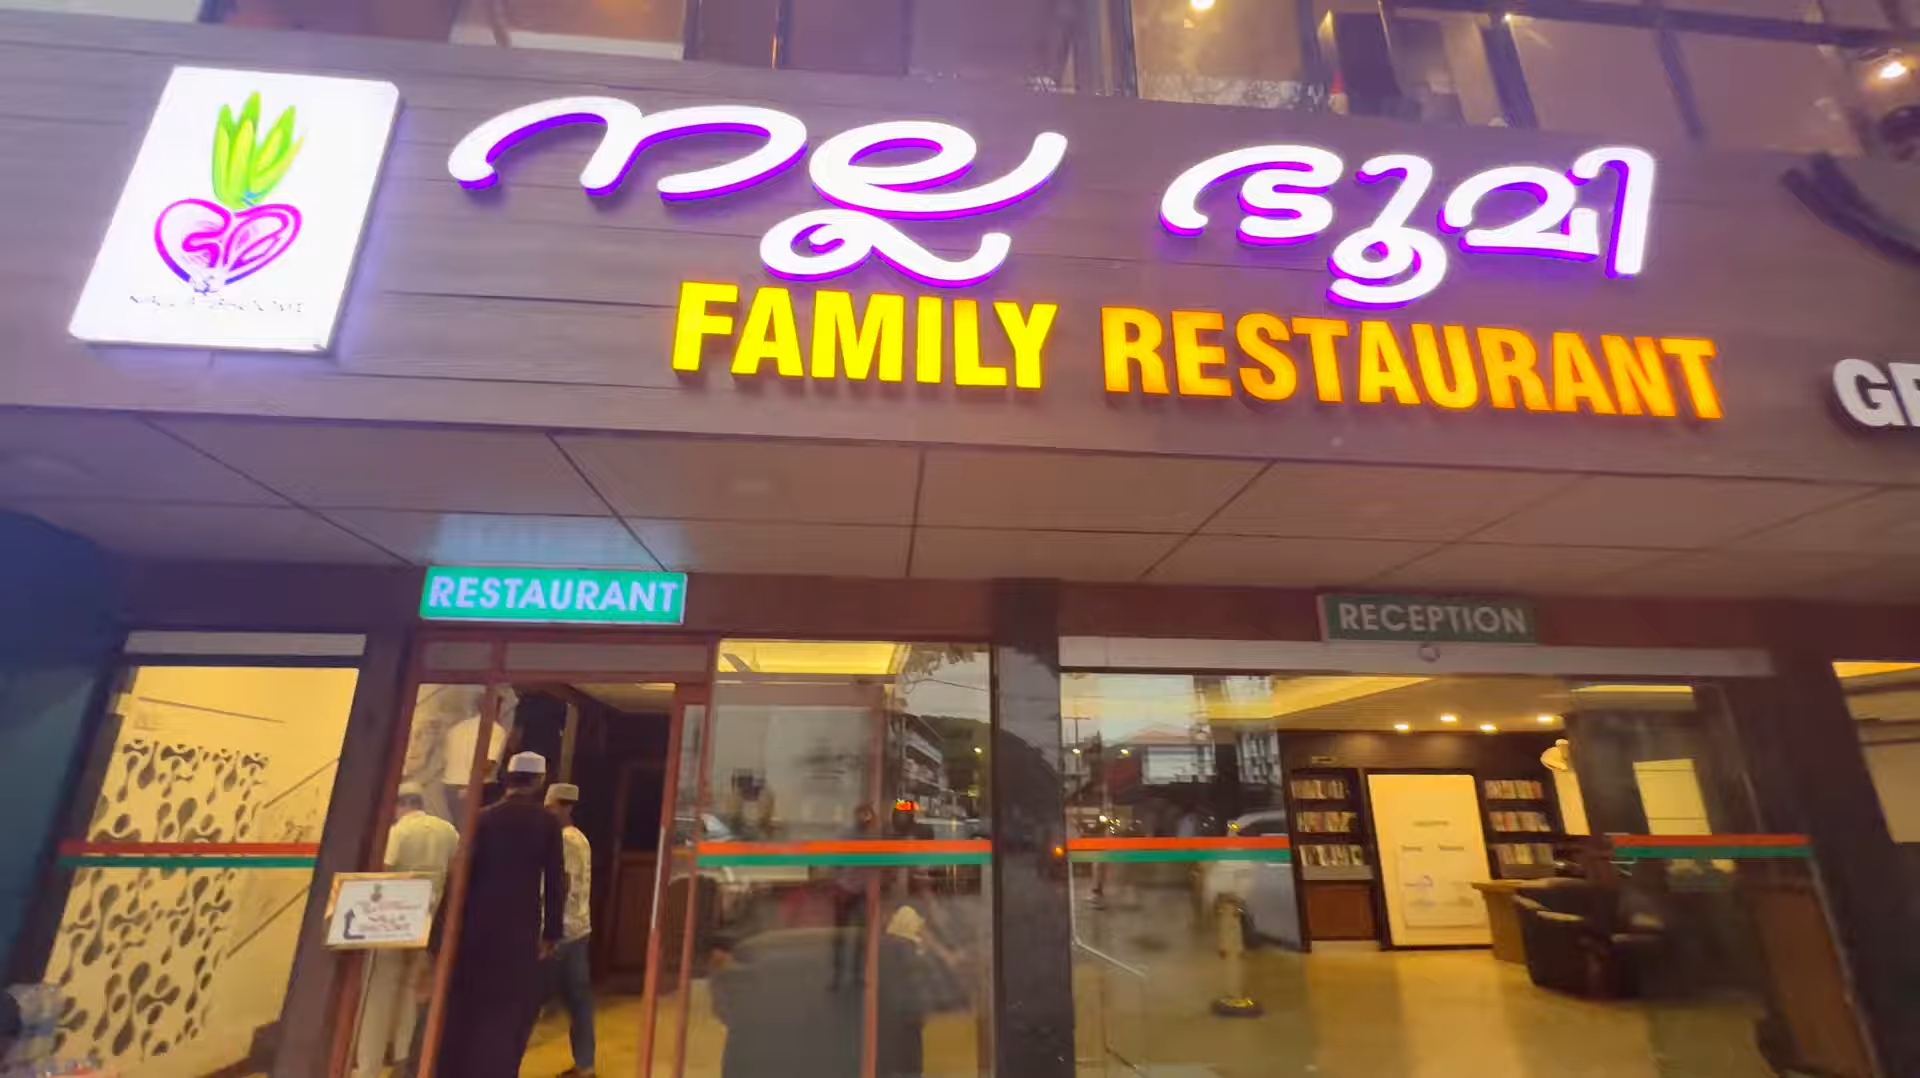 നല്ല ഭൂമി
FAMILY RESTAURANT
RESTAURANT
RECEPTION